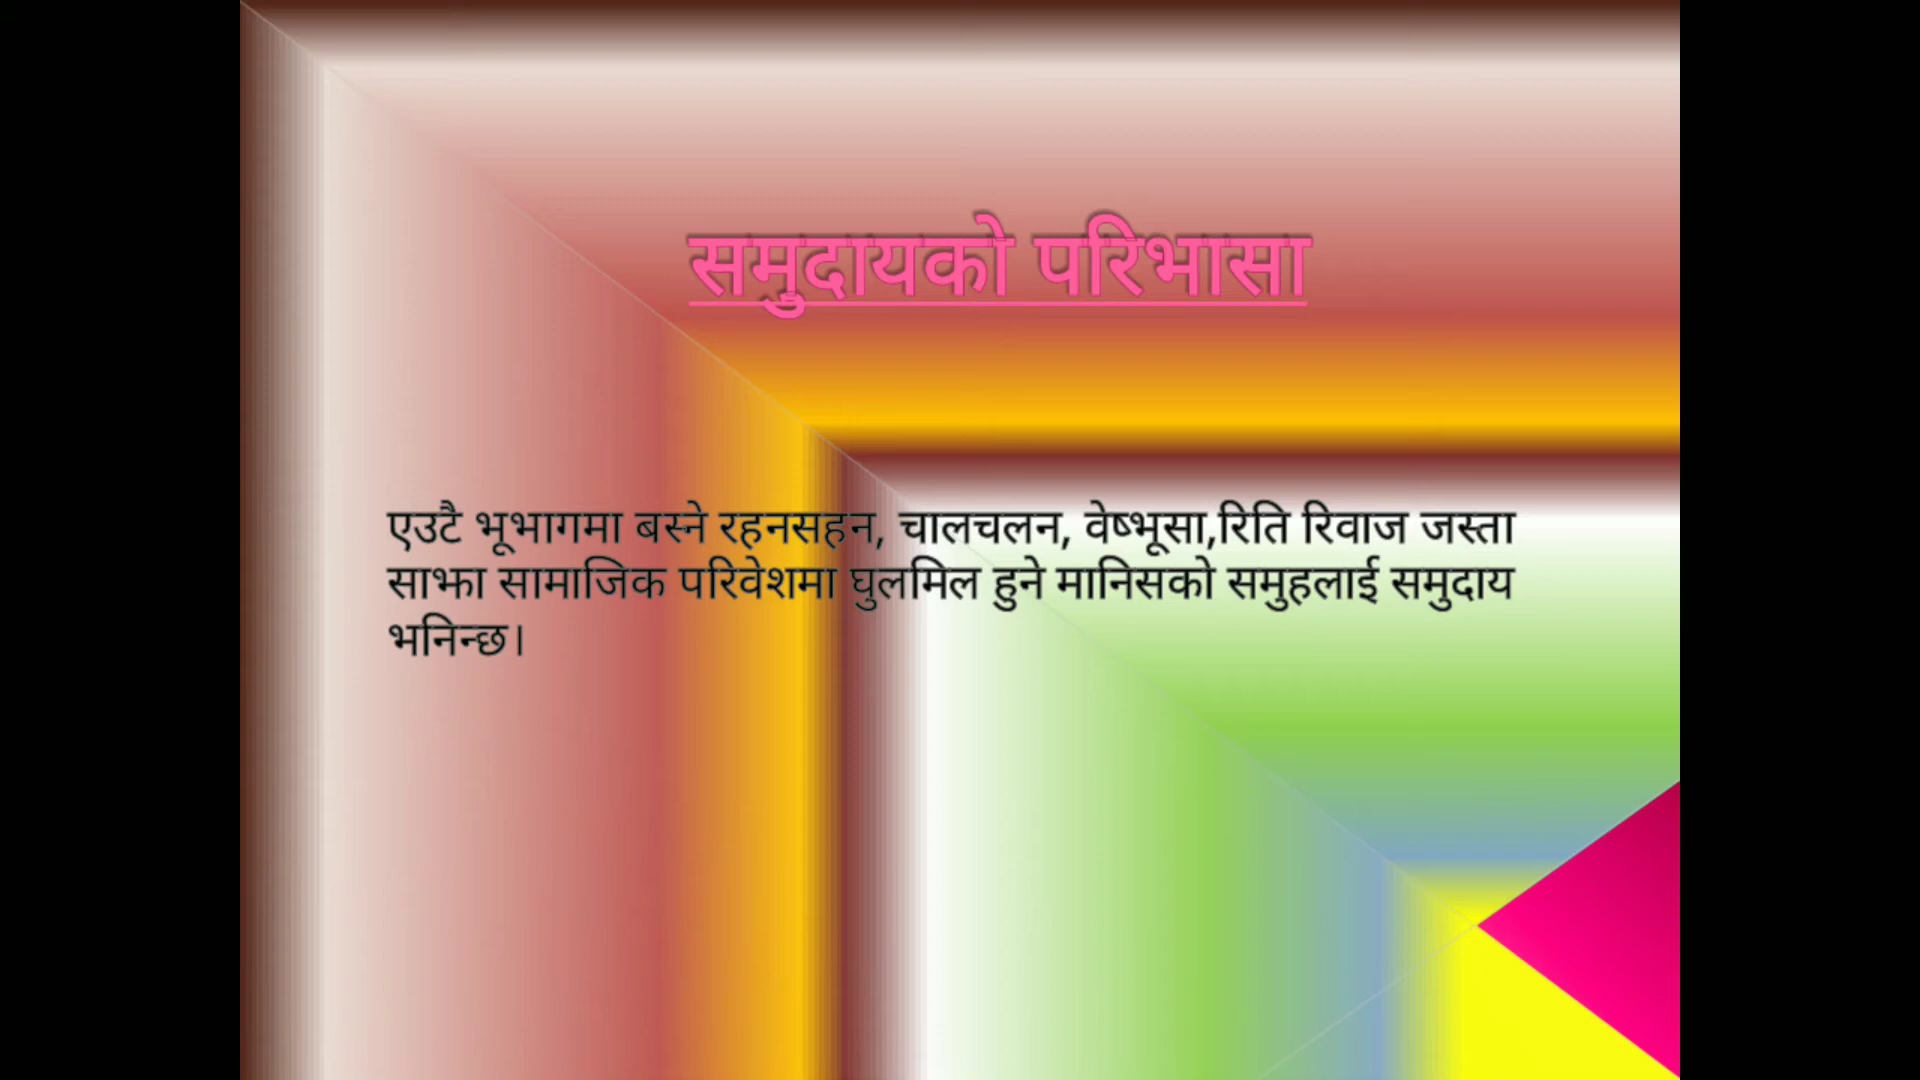 समुदायको परिभासा
एउटै भूभागमा बस्ने रहनसहन, चालचलन, वेष्भूसा,रिति रिवाज जस्ता
साझा सामाजिक परिवेशमा घुलमिल हुने मानिसको समुहलाई समुदाय
भनिन्छ।